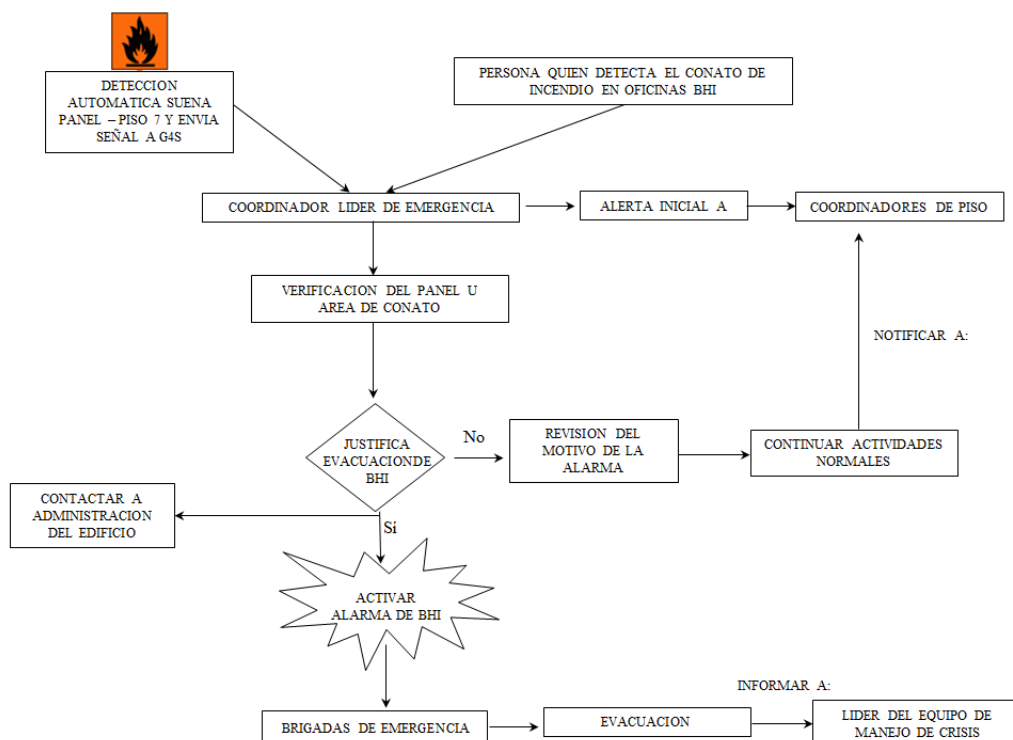 DETECCION
AUTOMATICA SUENA
PANEL – PISO 7 Y ENVIA
SEÑAL A G4S
PERSONA QUIEN DETECTA EL CONATO DE
INCENDIO EN OFICINAS BHI
COORDINADOR LIDER DE EMERGENCIA
ALERTA INICIAL A
COORDINADORES DE PISO
VERIFICACION DEL PANEL U
AREA DE CONATO
NOTIFICAR A:
JUSTIFICA
EVACUACIONDE
BHI
No
REVISION DEL
MOTIVO DE LA
ALARMA
CONTINUAR ACTIVIDADES
NORMALES
CONTACTAR A
ADMINISTRACION
DEL EDIFICIO
Si
ACTIVAR
ALARMA DE BHI
BRIGADAS DE EMERGENCIA
EVACUACION
INFORMAR A:
LIDER DEL EQUIPO DE
MANEJO DE CRISIS